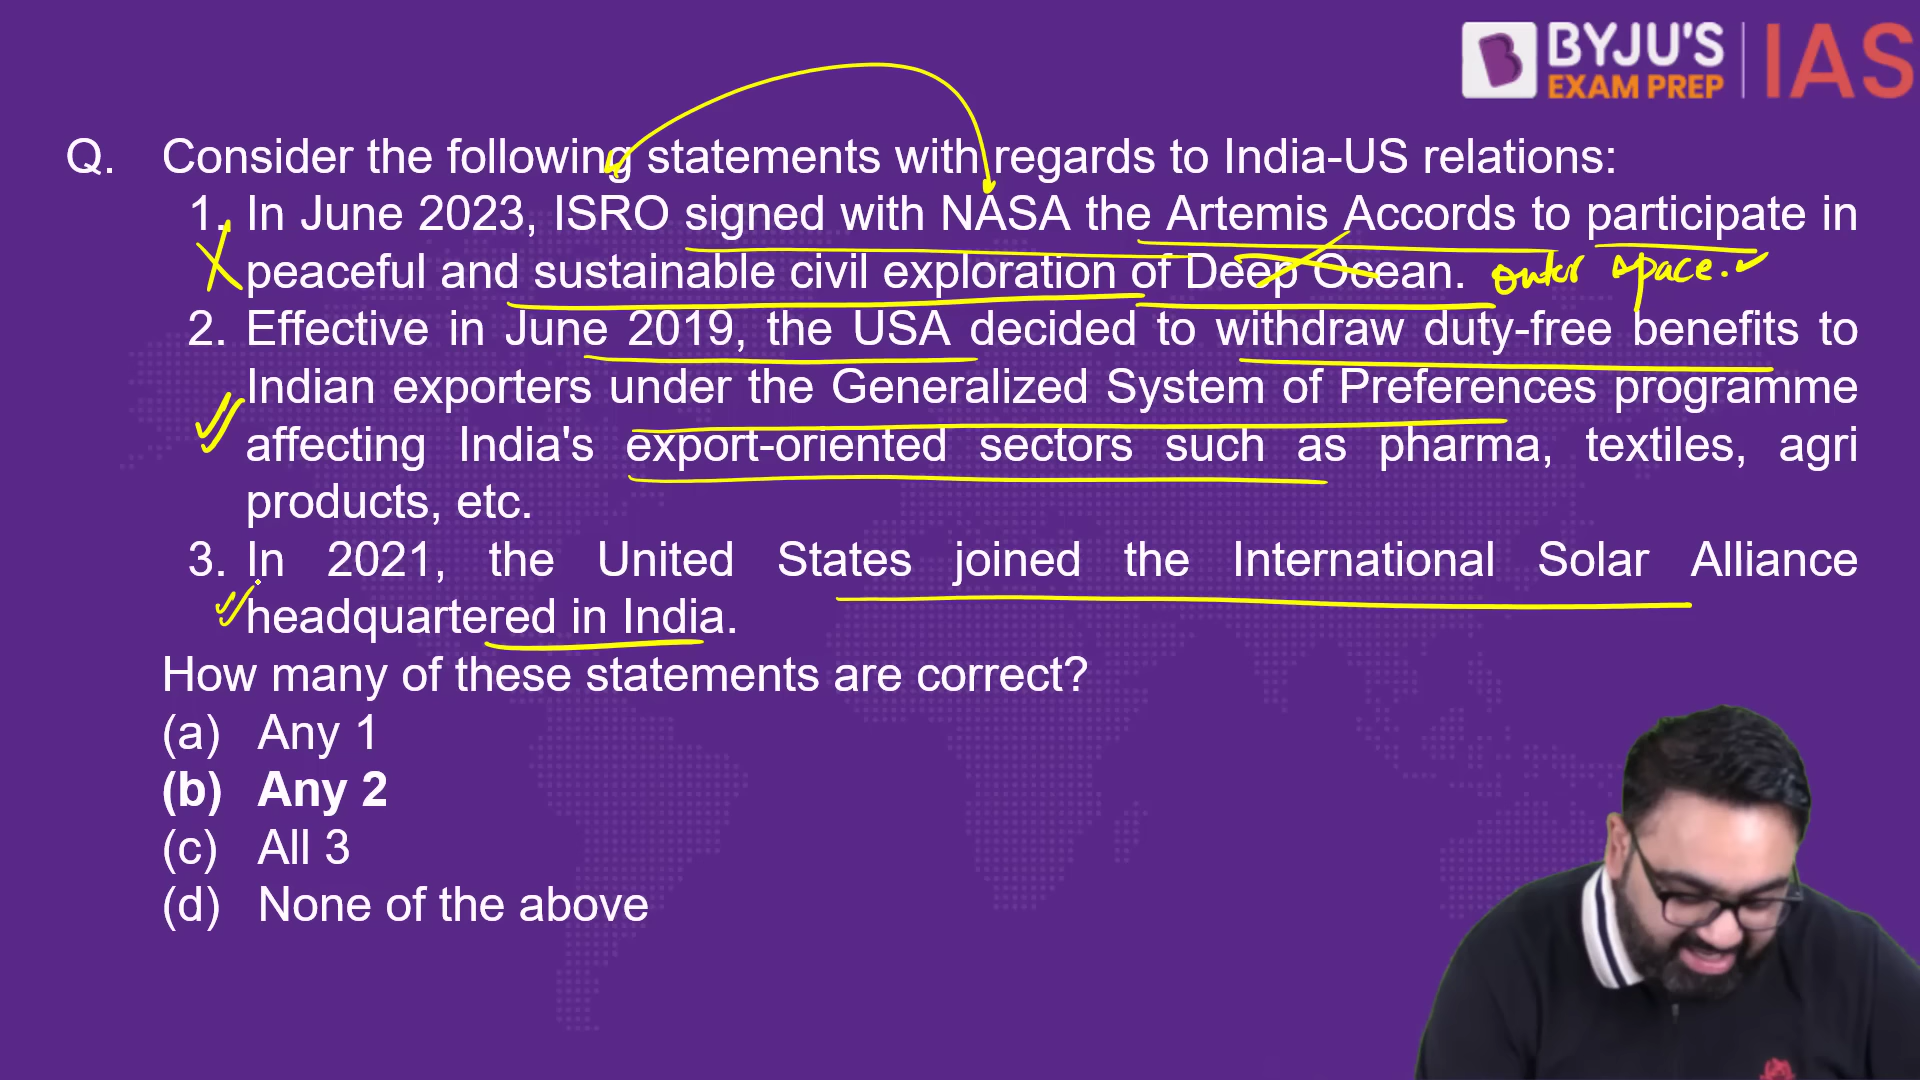 BYJU'S
EXAM PREP
IAS
Q. Consider the following statements with regards to India-US relations:
1. In June 2023, ISRO signed with NASA the Artemis Accords to participate in
peaceful and sustainable civil exploration of Deep Ocean. outer space.
2. Effective in June 2019, the USA decided to withdraw duty-free benefits to
Indian exporters under the Generalized System of Preferences programme
affecting India's export-oriented sectors such as pharma, textiles, agri
products, etc.
3. In 2021, the United States joined the International Solar Alliance
headquartered in India.
How many of these statements are correct?
(a) Any 1
(b) Any 2
(c) All 3
(d) None of the above